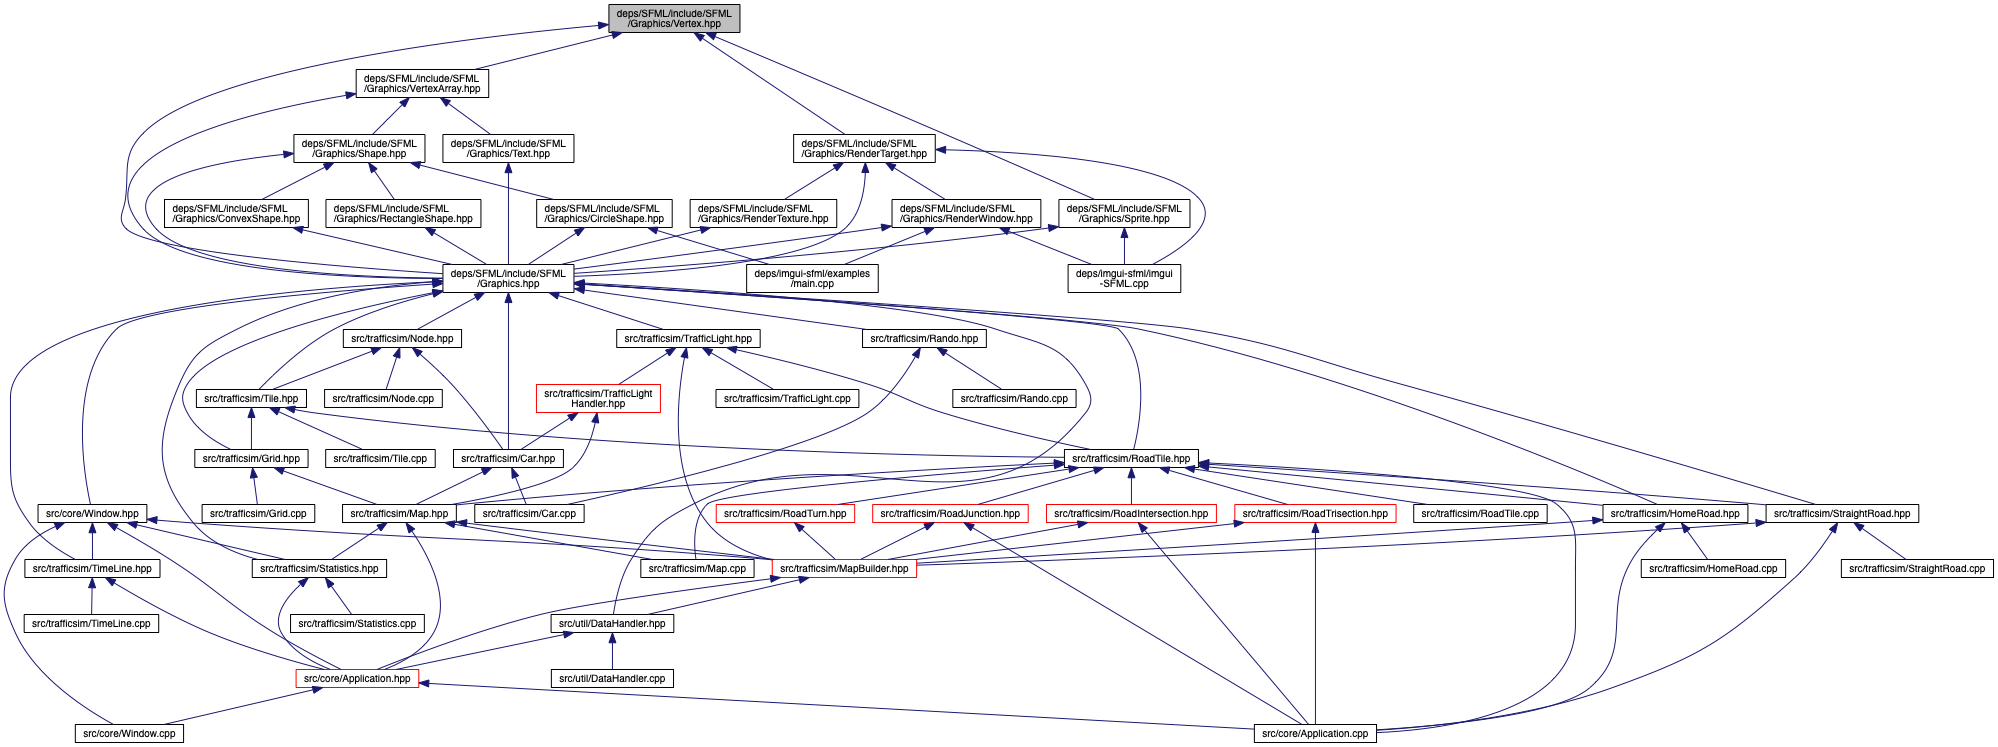 deps/SFML/include/SFML
/Graphics/Vertex.hpp
deps/SFML/include/SFML
/Graphics/VertexArray.hpp
deps/SFML/include/SFML
/Graphics/Shape.hpp
deps/SFML/include/SFML
/Graphics/Text.hpp
deps/SFML/include/SFML
/Graphics/RenderTarget.hpp
deps/SFML/include/SFML
/Graphics/ConvexShape.hpp
deps/SFML/include/SFML
/Graphics/RectangleShape.hpp
deps/SFML/include/SFML
/Graphics/CircleShape.hpp
deps/SFML/include/SFML
/Graphics/RenderTexture.hpp
deps/SFML/include/SFML
/Graphics/RenderWindow.hpp
deps/SFML/include/SFML
/Graphics/Sprite.hpp
deps/SFML/include/SFML
/Graphics.hpp
deps/imgui-sfml/examples
/main.cpp
deps/imgui-sfml/imgui
-SFML.cpp
src/trafficsim/Node.hpp
src/trafficsim/TrafficLight.hpp
src/trafficsim/Rando.hpp
src/trafficsim/Tile.hpp
src/trafficsim/Node.cpp
src/trafficsim/TrafficLight
Handler.hpp
src/trafficsim/TrafficLight.cpp
src/trafficsim/Rando.cpp
src/trafficsim/Grid.hpp
src/trafficsim/Tile.cpp
src/trafficsim/Car.hpp
src/trafficsim/RoadTile.hpp
src/core/Window.hpp
src/trafficsim/Grid.cpp
src/trafficsim/Map.hpp
src/trafficsim/Car.cpp
src/trafficsim/RoadTurn.hpp
src/trafficsim/RoadJunction.hpp
src/trafficsim/RoadIntersection.hpp
src/trafficsim/RoadTrisection.hpp
src/trafficsim/RoadTile.cpp
src/trafficsim/HomeRoad.hpp
src/trafficsim/StraightRoad.hpp
src/trafficsim/TimeLine.hpp
src/trafficsim/Statistics.hpp
src/trafficsim/Map.cpp
src/trafficsim/MapBuilder.hpp
src/trafficsim/HomeRoad.cpp
src/trafficsim/StraightRoad.cpp
src/trafficsim/TimeLine.cpp
src/trafficsim/Statistics.cpp
src/util/DataHandler.hpp
src/core/Application.hpp
src/util/DataHandler.cpp
src/core/Window.cpp
src/core/Application.cpp